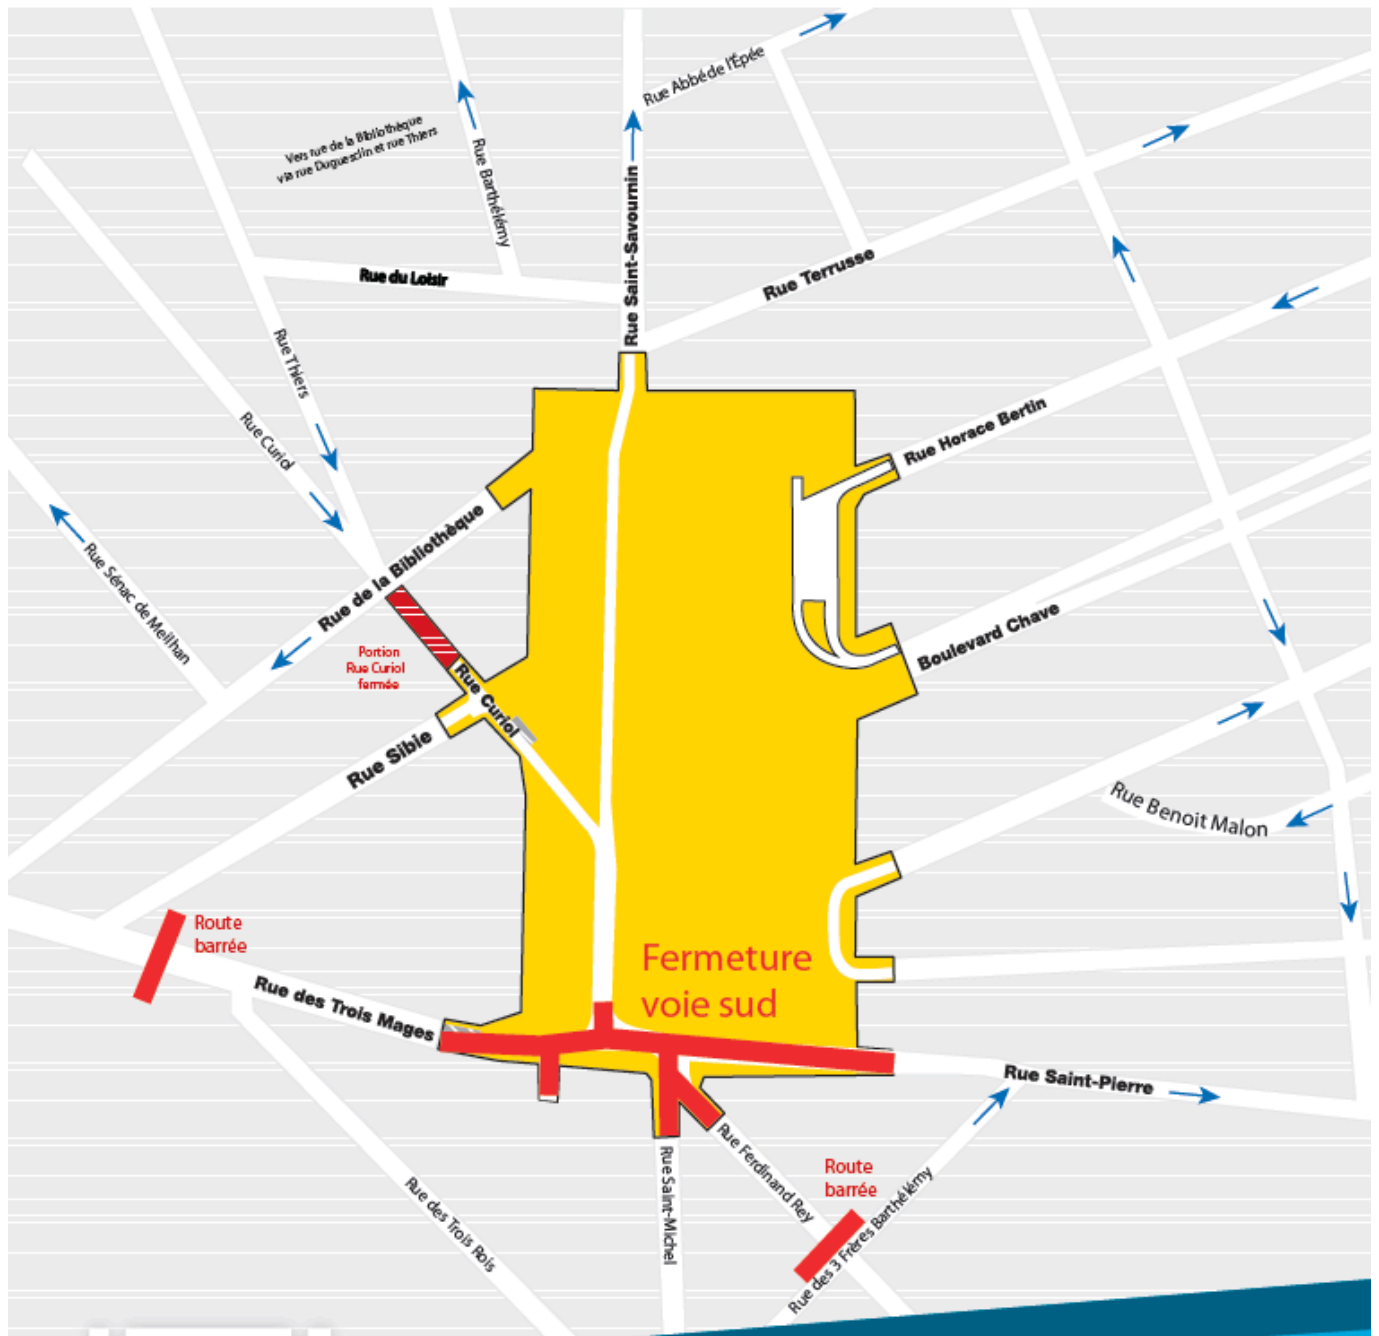 Rue Abbé de l'Épée
Vers rue de la Bibliothèque
via rue Duguesclin et rue Thiers
Rue Barthélémy
Rue Saint-Savournin
Rue du Loisir
Rue Terrusse
Rue Thiers
Rue Curiol
Rue Horace Bertin
Rue de la Bibliothèque
Rue Sénac de Meilhan
Portion
Rue Curiol
fermée
Rue Curiol
Boulevard Chave
Rue Sibie
Rue Benoit Malon
Route
barrée
Fermeture
voie sud
Rue des Trois Mages
Rue Saint-Pierre
Rue Ferdinand Rey
Rue Saint-Michel
Route
barrée
Rue des 3 Frères Barthélémy
Rue des Trois Rois